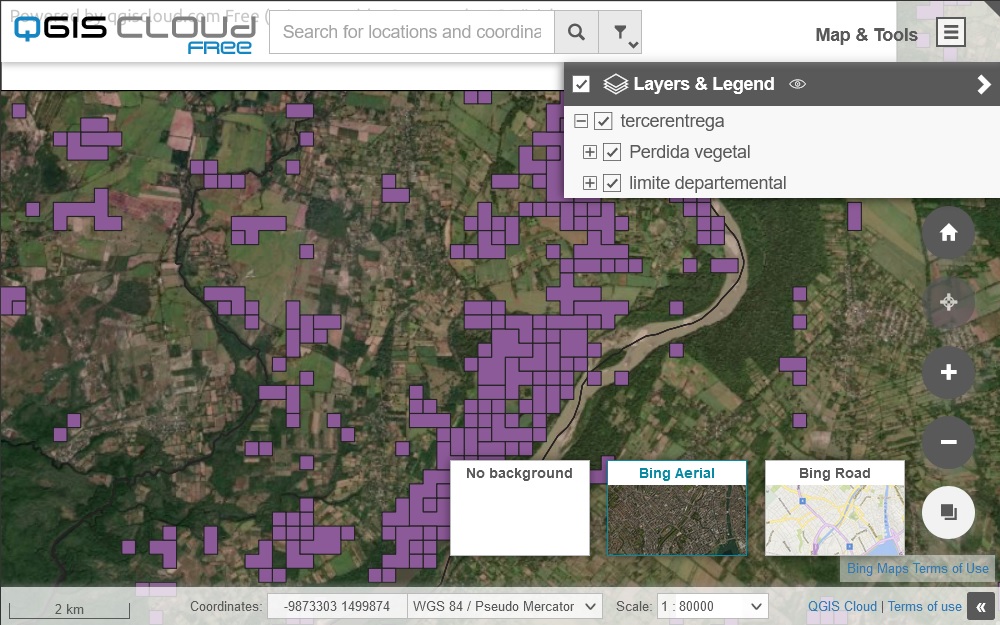 Powered by qgiscloud.com Free (
QGIS CLOUD
FREE
Search for locations and coordina
Map & Tools
Layers & Legend
tercerentrega
Perdida vegetal
limite departemental
No background
Bing Aerial
Bing Road
Bing Maps Terms of Use
2 km
Coordinates: -9873303 1499874 WGS 84 / Pseudo Mercator Scale: 1 : 80000 QGIS Cloud | Terms of use «